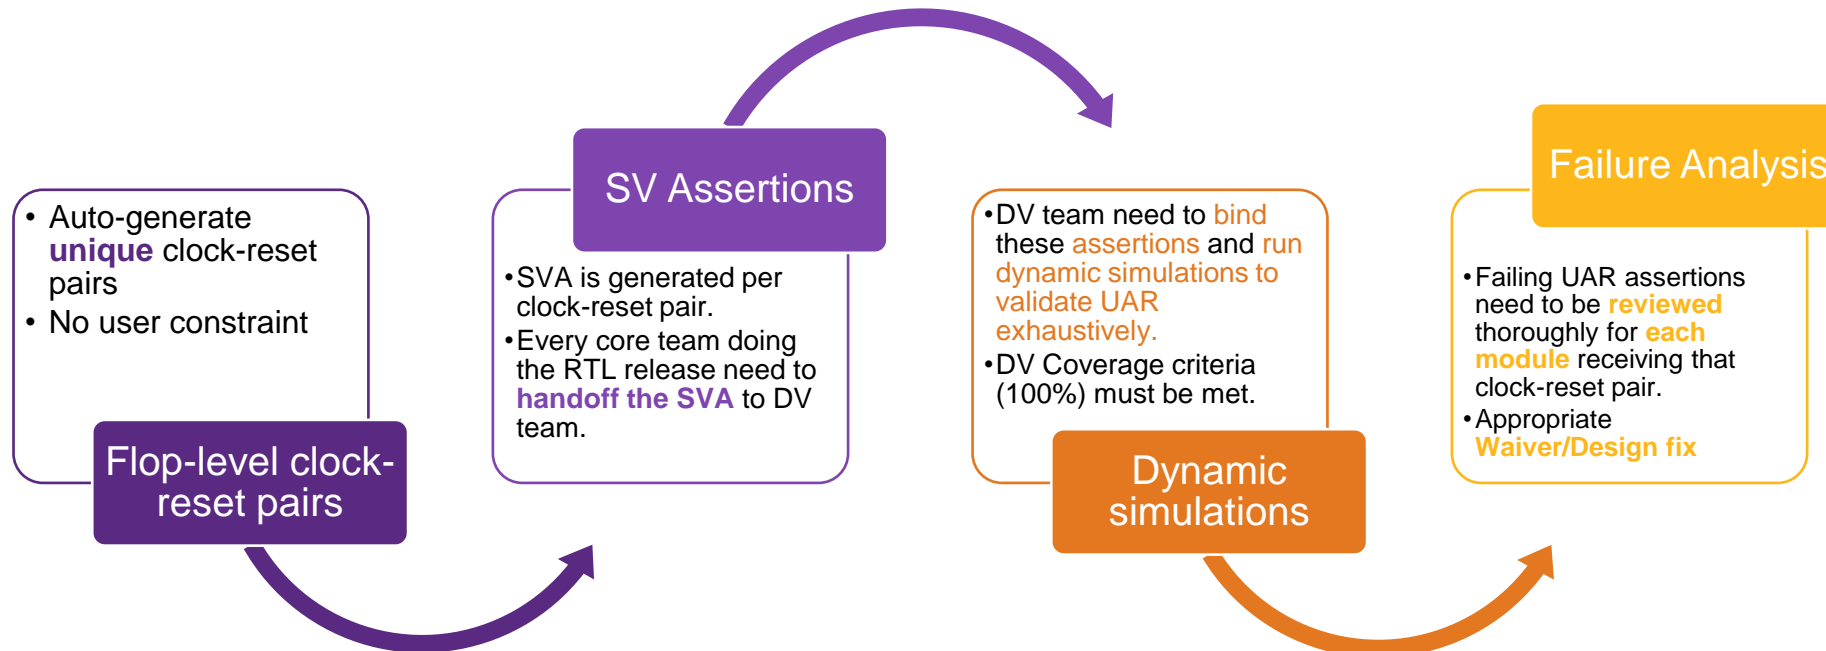 • Auto-generate
unique clock-reset
pairs
• No user constraint
Flop-level clock-
reset pairs
SV Assertions
•SVA is generated per
clock-reset pair.
•Every core team doing
the RTL release need to
handoff the SVA to DV
team.
•DV team need to bind
these assertions and run
dynamic simulations to
validate UAR
exhaustively.
•DV Coverage criteria
(100%) must be met.
Dynamic
simulations
Failure Analysis
•Failing UAR assertions
need to be reviewed
thoroughly for each
module receiving that
clock-reset pair.
•Appropriate
Waiver/Design fix